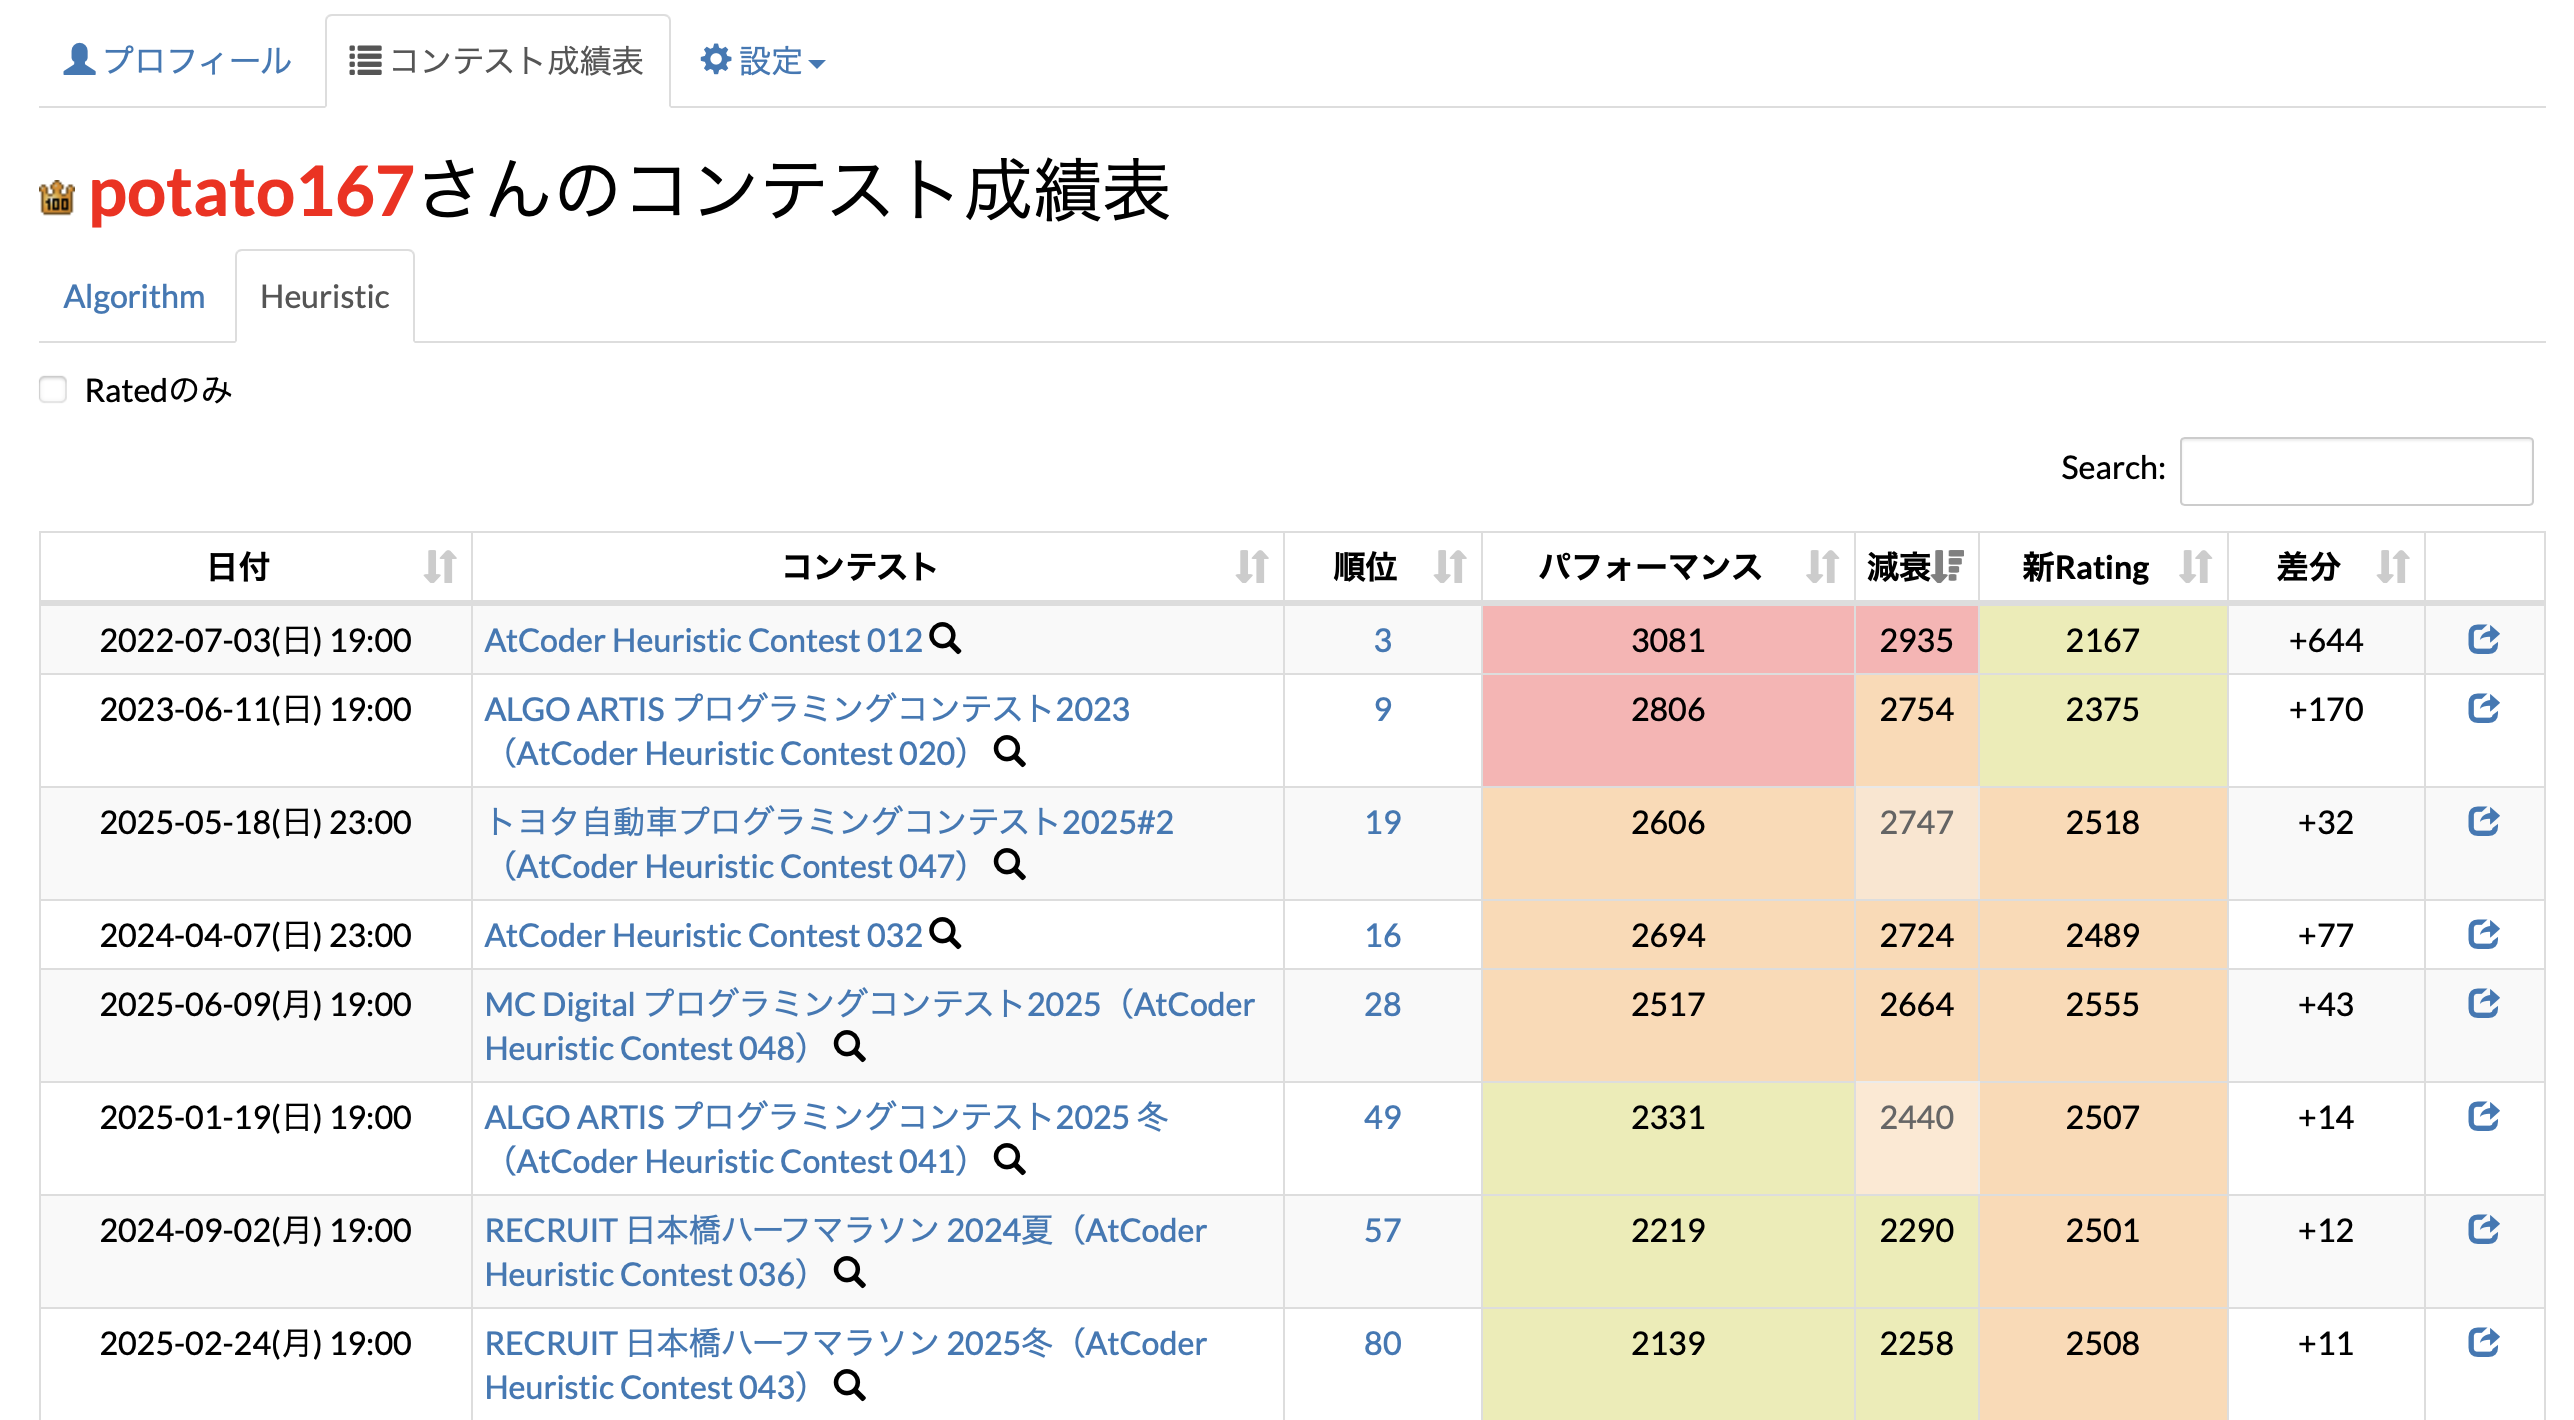 プロフィール コンテスト成績表 設定
100 potato167さんのコンテスト成績表
Algorithm Heuristic
Ratedのみ
Search:
日付 コンテスト 順位 パフォーマンス 減衰 新Rating 差分
2022-07-03(日) 19:00 AtCoder Heuristic Contest 012 3 3081 2935 2167 +644
2023-06-11(日) 19:00 ALGO ARTIS プログラミングコンテスト2023 9 2806 2754 2375 +170
（AtCoder Heuristic Contest 020）
2025-05-18(日) 23:00 トヨタ自動車プログラミングコンテスト2025#2 19 2606 2747 2518 +32
（AtCoder Heuristic Contest 047）
2024-04-07(日) 23:00 AtCoder Heuristic Contest 032 16 2694 2724 2489 +77
2025-06-09(月) 19:00 MC Digital プログラミングコンテスト2025（AtCoder 28 2517 2664 2555 +43
Heuristic Contest 048）
2025-01-19(日) 19:00 ALGO ARTIS プログラミングコンテスト2025 冬 49 2331 2440 2507 +14
（AtCoder Heuristic Contest 041）
2024-09-02(月) 19:00 RECRUIT 日本橋ハーフマラソン 2024夏（AtCoder 57 2219 2290 2501 +12
Heuristic Contest 036）
2025-02-24(月) 19:00 RECRUIT 日本橋ハーフマラソン 2025冬（AtCoder 80 2139 2258 2508 +11
Heuristic Contest 043）